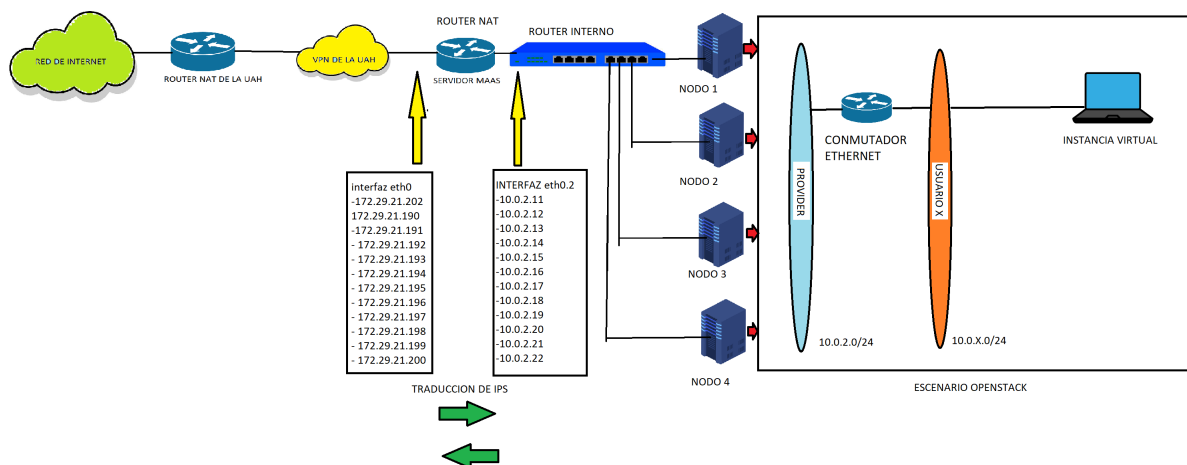 RED DE INTERNET
ROUTER NAT DE LA UAH
VPN DE LA UAH
ROUTER NAT
SERVIDOR MAAS
ROUTER INTERNO
interfaz eth0
-172.29.21.202
172.29.21.190
-172.29.21.191
- 172.29.21.192
- 172.29.21.193
- 172.29.21.194
- 172.29.21.195
- 172.29.21.196
- 172.29.21.197
- 172.29.21.198
- 172.29.21.199
- 172.29.21.200
INTERFAZ eth0.2
-10.0.2.11
-10.0.2.12
-10.0.2.13
-10.0.2.14
-10.0.2.15
-10.0.2.16
-10.0.2.17
-10.0.2.18
-10.0.2.19
-10.0.2.20
-10.0.2.21
-10.0.2.22
TRADUCCION DE IPS
NODO 1
NODO 2
NODO 3
NODO 4
PROVIDER
10.0.2.0/24
CONMUTADOR
ETHERNET
USUARIO X
10.0.X.0/24
INSTANCIA VIRTUAL
ESCENARIO OPENSTACK